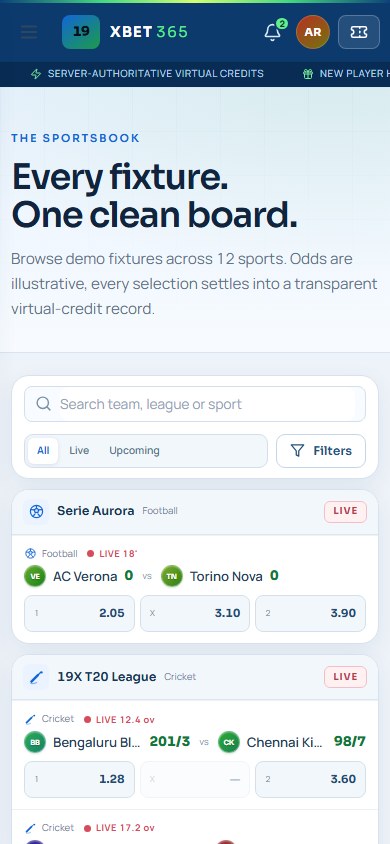 19 XBET 365 2 AR
SERVER-AUTHORITATIVE VIRTUAL CREDITS NEW PLAYER
THE SPORTSBOOK
Every fixture.
One clean board.
Browse demo fixtures across 12 sports. Odds are
illustrative, every selection settles into a transparent
virtual-credit record.
Search team, league or sport
All Live Upcoming Filters
Serie Aurora Football LIVE
Football LIVE 18'
VE AC Verona 0 vs TN Torino Nova 0
1 2.05 X 3.10 2 3.90
19X T20 League Cricket LIVE
Cricket LIVE 12.4 ov
BB Bengaluru Bl... 201/3 vs CK Chennai Ki... 98/7
1 1.28 X — 2 3.60
Cricket LIVE 17.2 ov